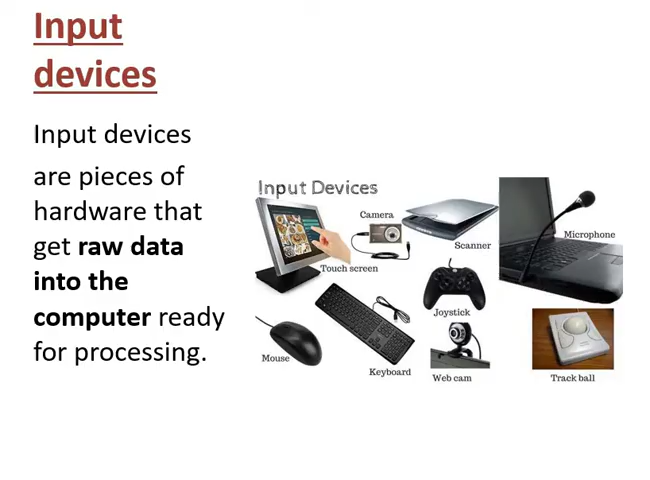 Input
devices
Input devices
are pieces of
hardware that
get raw data
into the
computer ready
for processing.
Input Devices
Camera
Scanner
Microphone
Touch screen
Joystick
Mouse
Keyboard
Web cam
Track ball